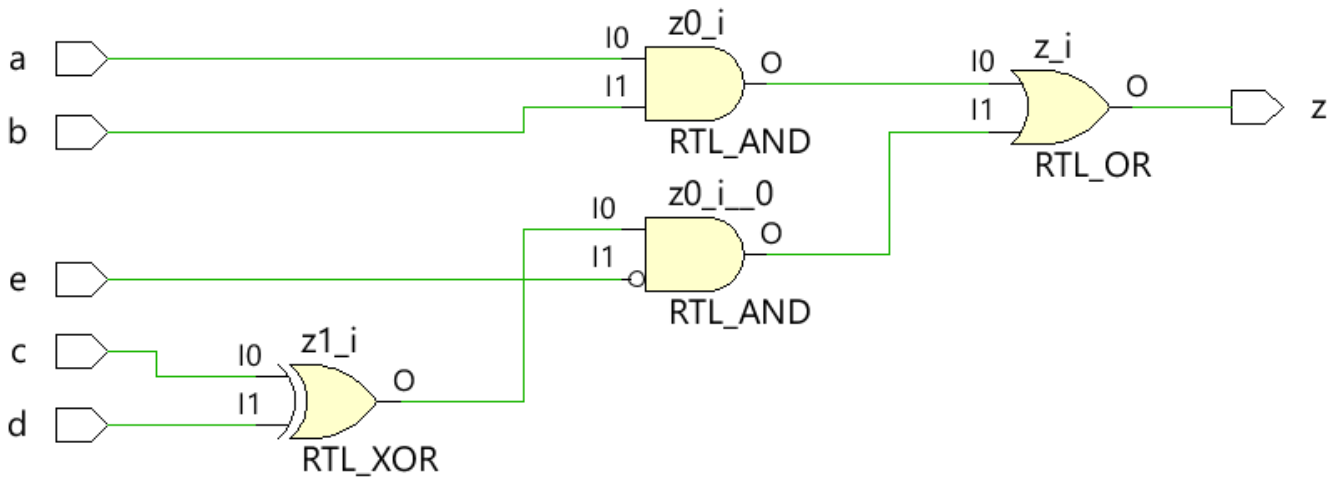 z0_i
a I0 O z_i
I1 I0 O
b RTL_AND I1 z
z0_i__0 RTL_OR
I0 O
e I1
RTL_AND
c I0 z1_i
I1 O
d RTL_XOR